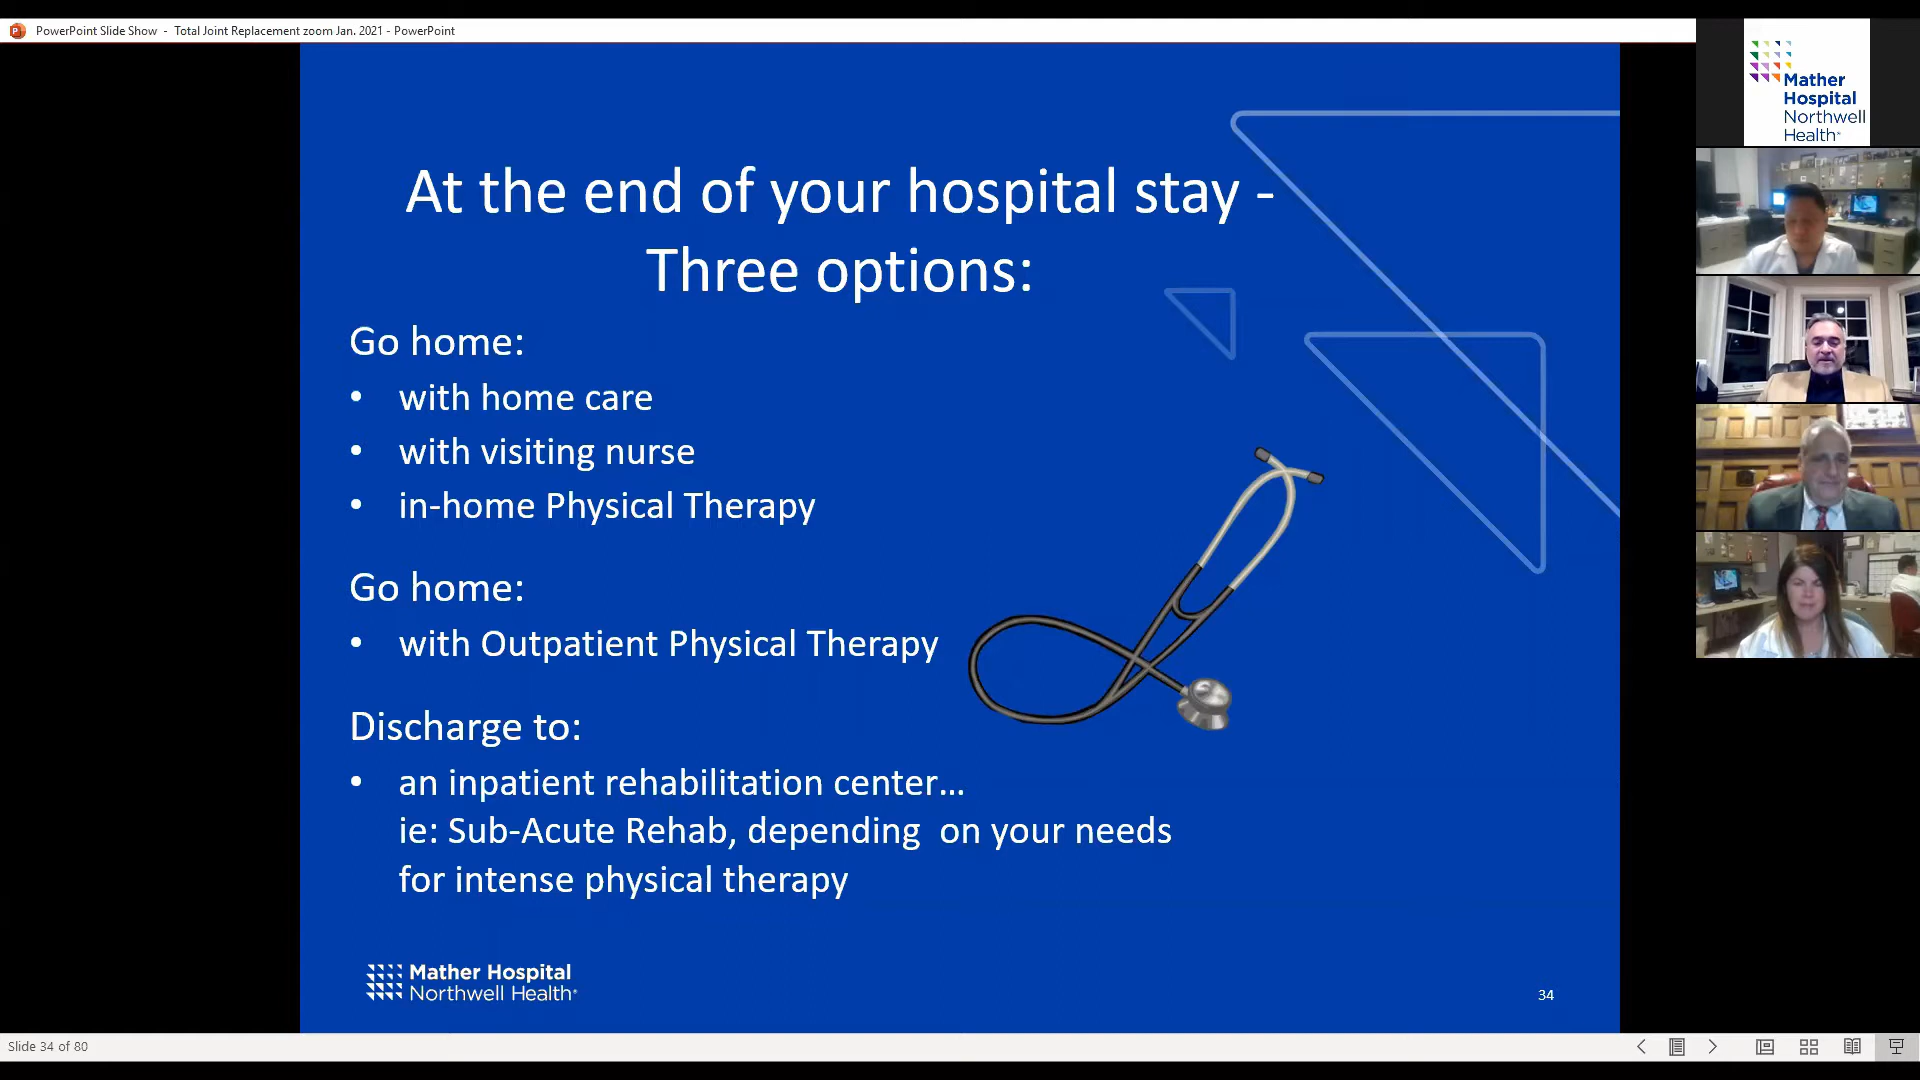 PowerPoint Slide Show - Total Joint Replacement zoom Jan. 2021 - PowerPoint
Mather
Hospital
Northwell
Health®
At the end of your hospital stay -
Three options:
Go home:
• with home care
• with visiting nurse
• in-home Physical Therapy
Go home:
• with Outpatient Physical Therapy
Discharge to:
• an inpatient rehabilitation center...
ie: Sub-Acute Rehab, depending  on your needs
for intense physical therapy
Mather Hospital
Northwell Health®
34
Slide 34 of 80